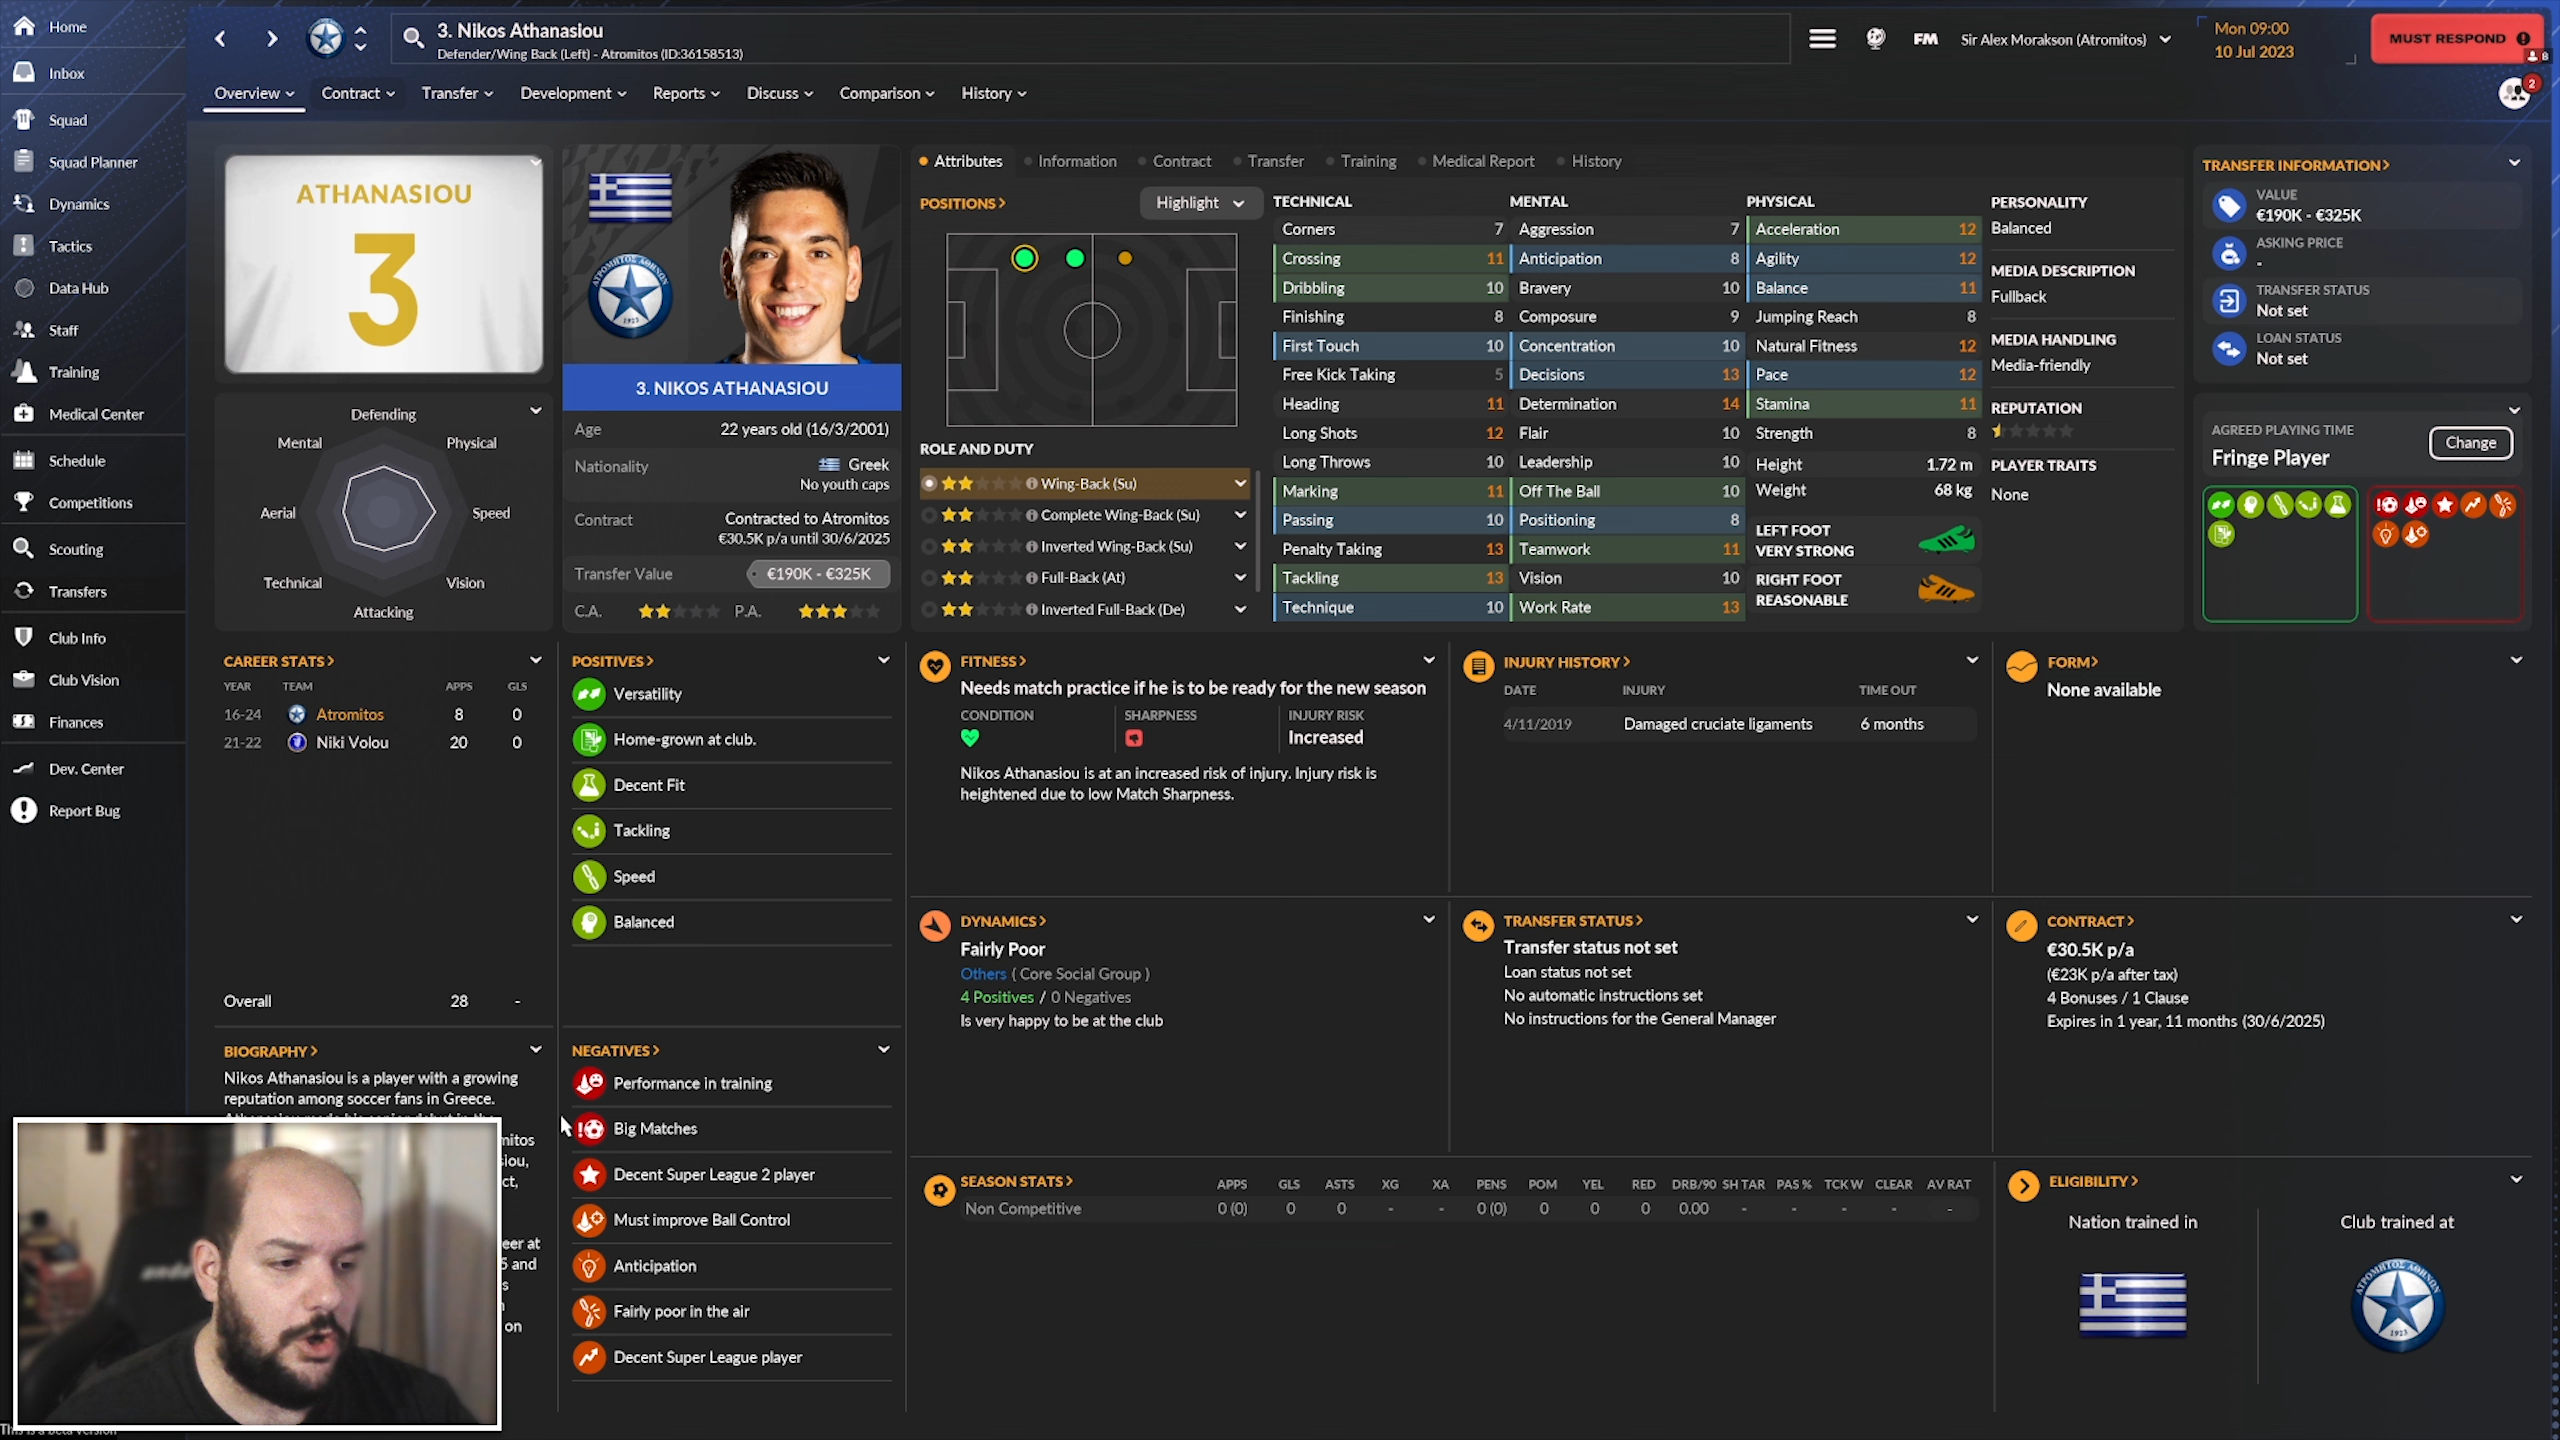 Home
Inbox
Squad
Squad Planner
Dynamics
Tactics
Data Hub
Staff
Training
Medical Center
Schedule
Competitions
Scouting
Transfers
Club Info
Club Vision
Finances
Dev. Center
Report Bug
3. Nikos Athanasiou
Defender/Wing Back (Left) - Atromitos (ID:36158513)
FM
Sir Alex Morakson (Atromitos)
Mon 09:00
10 Jul 2023
MUST RESPOND
8
2
Overview Contract Transfer Development Reports Discuss Comparison History
ATHANASIOU
3
Defending
Mental Physical
Aerial Speed
Technical Vision
Attacking
ΑΤΡΟΜΗΤΟΣ ΑΘΗΝΩΝ
1923
3. NIKOS ATHANASIOU
Age 22 years old (16/3/2001)
Nationality Greek
No youth caps
Contract Contracted to Atromitos
€30.5K p/a until 30/6/2025
Transfer Value €190K - €325K
C.A. P.A.
Attributes Information Contract Transfer Training Medical Report History
POSITIONS>
Highlight
ROLE AND DUTY
Wing-Back (Su)
Complete Wing-Back (Su)
Inverted Wing-Back (Su)
Full-Back (At)
Inverted Full-Back (De)
TECHNICAL
Corners 7
Crossing 11
Dribbling 10
Finishing 8
First Touch 10
Free Kick Taking 5
Heading 11
Long Shots 12
Long Throws 10
Marking 11
Passing 10
Penalty Taking 13
Tackling 13
Technique 10
MENTAL
Aggression 7
Anticipation 8
Bravery 10
Composure 9
Concentration 10
Decisions 13
Determination 14
Flair 10
Leadership 10
Off The Ball 10
Positioning 8
Teamwork 11
Vision 10
Work Rate 13
PHYSICAL
Acceleration 12
Agility 12
Balance 11
Jumping Reach 8
Natural Fitness 12
Pace 12
Stamina 11
Strength 8
Height 1.72 m
Weight 68 kg
LEFT FOOT
VERY STRONG
RIGHT FOOT
REASONABLE
PERSONALITY
Balanced
MEDIA DESCRIPTION
Fullback
MEDIA HANDLING
Media-friendly
REPUTATION
PLAYER TRAITS
None
TRANSFER INFORMATION>
VALUE
€190K - €325K
ASKING PRICE
-
TRANSFER STATUS
Not set
LOAN STATUS
Not set
AGREED PLAYING TIME
Fringe Player
Change
CAREER STATS>
YEAR TEAM APPS GLS
16-24 Atromitos 8 0
21-22 Niki Volou 20 0
Overall 28 -
BIOGRAPHY>
Nikos Athanasiou is a player with a growing
reputation among soccer fans in Greece.
ct,
5 and
on
POSITIVES>
Versatility
Home-grown at club.
Decent Fit
Tackling
Speed
Balanced
NEGATIVES>
Performance in training
Big Matches
Decent Super League 2 player
Must improve Ball Control
Anticipation
Fairly poor in the air
Decent Super League player
FITNESS>
Needs match practice if he is to be ready for the new season
CONDITION SHARPNESS INJURY RISK
Increased
Nikos Athanasiou is at an increased risk of injury. Injury risk is
heightened due to low Match Sharpness.
INJURY HISTORY>
DATE INJURY TIME OUT
4/11/2019 Damaged cruciate ligaments 6 months
FORM>
None available
DYNAMICS>
Fairly Poor
Others ( Core Social Group )
4 Positives / 0 Negatives
Is very happy to be at the club
TRANSFER STATUS>
Transfer status not set
Loan status not set
No automatic instructions set
No instructions for the General Manager
CONTRACT>
€30.5K p/a
(€23K p/a after tax)
4 Bonuses / 1 Clause
Expires in 1 year, 11 months (30/6/2025)
SEASON STATS>
APPS GLS ASTS XG XA PENS POM YEL RED DRB/90 SH TAR PAS % TCK W CLEAR AV RAT
Non Competitive 0 (0) 0 0 - - 0 (0) 0 0 0 0.00 - - - - -
ELIGIBILITY>
Nation trained in Club trained at
ΑΤΡΟΜΗΤΟΣ ΑΘΗΝΩΝ
1923